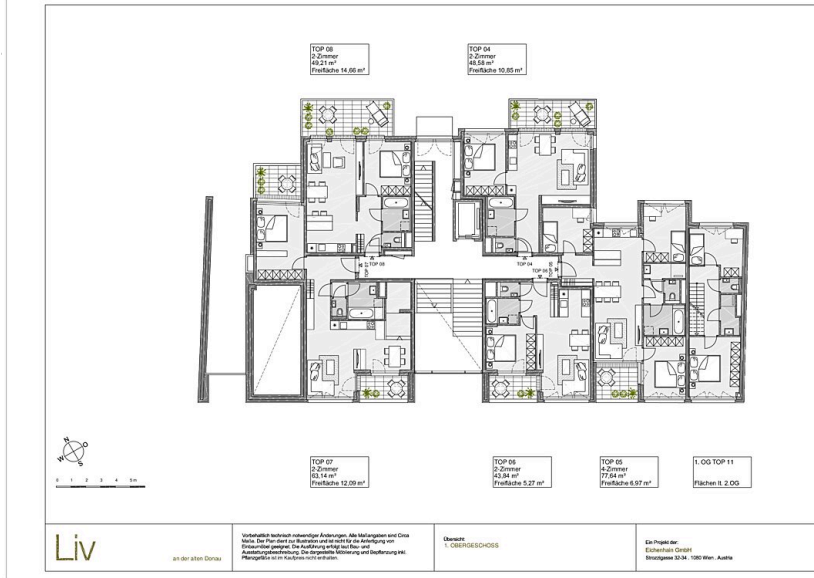 TOP 08
2-Zimmer
49,21 m²
Freifläche 14,66 m²
TOP 04
2-Zimmer
48,58 m²
Freifläche 10,85 m²
TOP 08
TOP 07
TOP 04
TOP 06
TOP 05
N
O
W
S
0 1 2 3 4 5m
TOP 07
2-Zimmer
63,14 m²
Freifläche 12,09 m²
TOP 06
2-Zimmer
43,84 m²
Freifläche 5,27 m²
TOP 05
4-Zimmer
77,64 m²
Freifläche 6,97 m²
1. OG TOP 11
Flächen lt. 2.OG
Liv
an der alten Donau
Vorbehaltlich technisch notwendiger Änderungen. Alle Maßangaben sind Circa
Maße. Der Plan dient zur Illustration und ist nicht für die Anfertigung von
Einbaumöbel geeignet. Die Ausführung erfolgt laut Bau- und
Ausstattungsbeschreibung. Die dargestellte Möblierung und Bepflanzung inkl.
Pflanzgefäße ist im Kaufpreis nicht enthalten.
Übersicht
1. OBERGESCHOSS
Ein Projekt der:
Eichenhain GmbH
Strozzigasse 32-34 . 1080 Wien . Austria